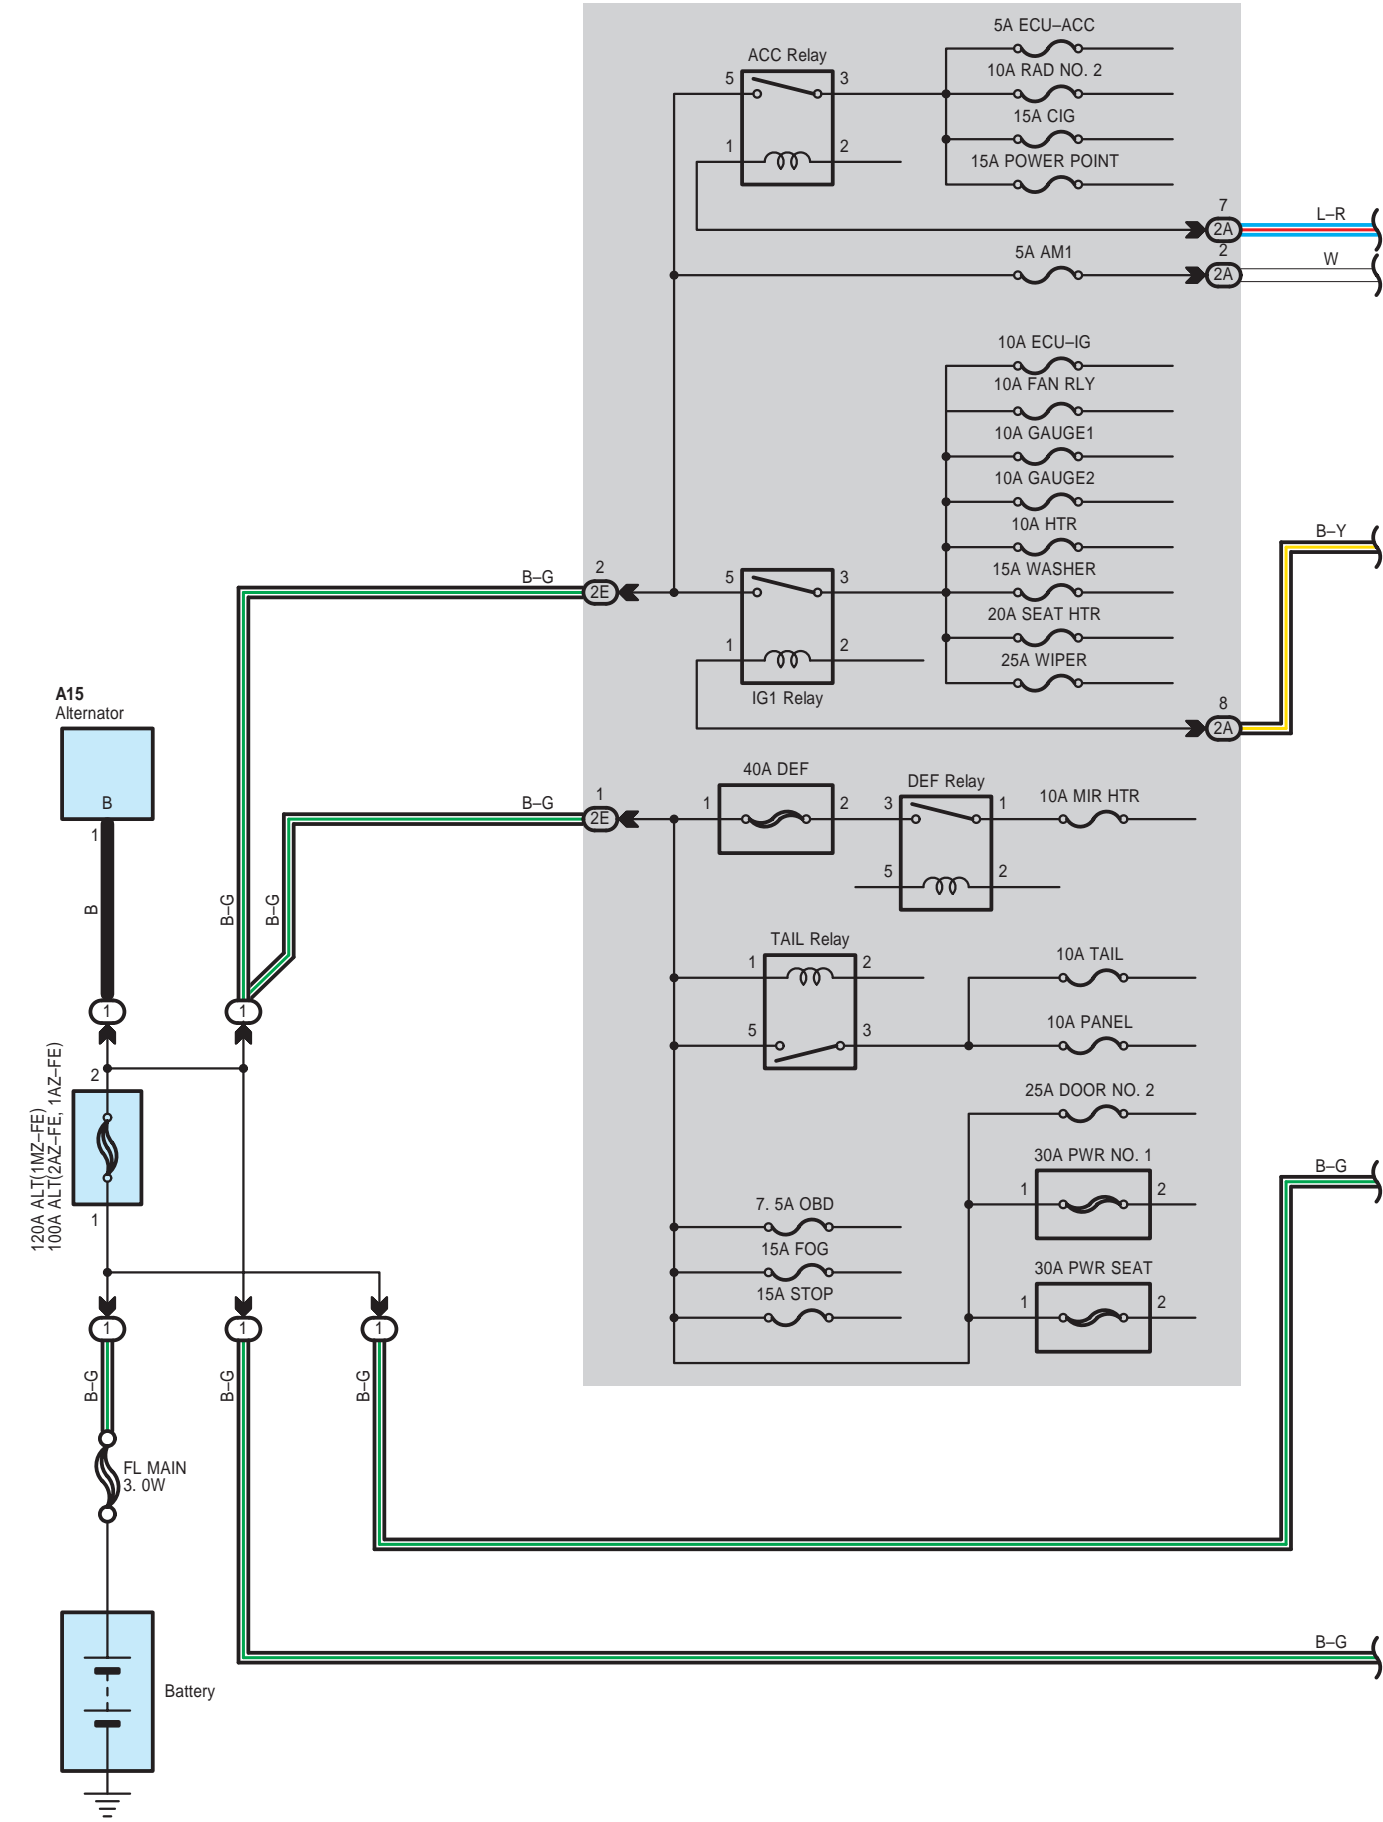 5A ECU–ACC
ACC Relay
10A RAD NO. 2
5
3
15A CIG
1
2
15A POWER POINT
7
L–R
2A
2
W
5A AM1
2A
10A ECU–IG
10A FAN RLY
10A GAUGE1
10A GAUGE2
10A HTR
B–Y
15A WASHER
B–G
2
2E
5
3
20A SEAT HTR
1
2
25A WIPER
IG1 Relay
A15
Alternator
8
2A
B
1
B
40A DEF
DEF Relay
10A MIR HTR
B–G
1
2E
1
2
3
1
5
2
B–G
B–G
TAIL Relay
1
2
10A TAIL
5
3
10A PANEL
1
1
2
120A ALT(1MZ–FE)
100A ALT(2AZ–FE, 1AZ–FE)
1
25A DOOR NO. 2
30A PWR NO. 1
1
2
B–G
7. 5A OBD
15A FOG
30A PWR SEAT
15A STOP
1
2
1
1
1
B–G
B–G
B–G
FL MAIN
3. 0W
B–G
Battery